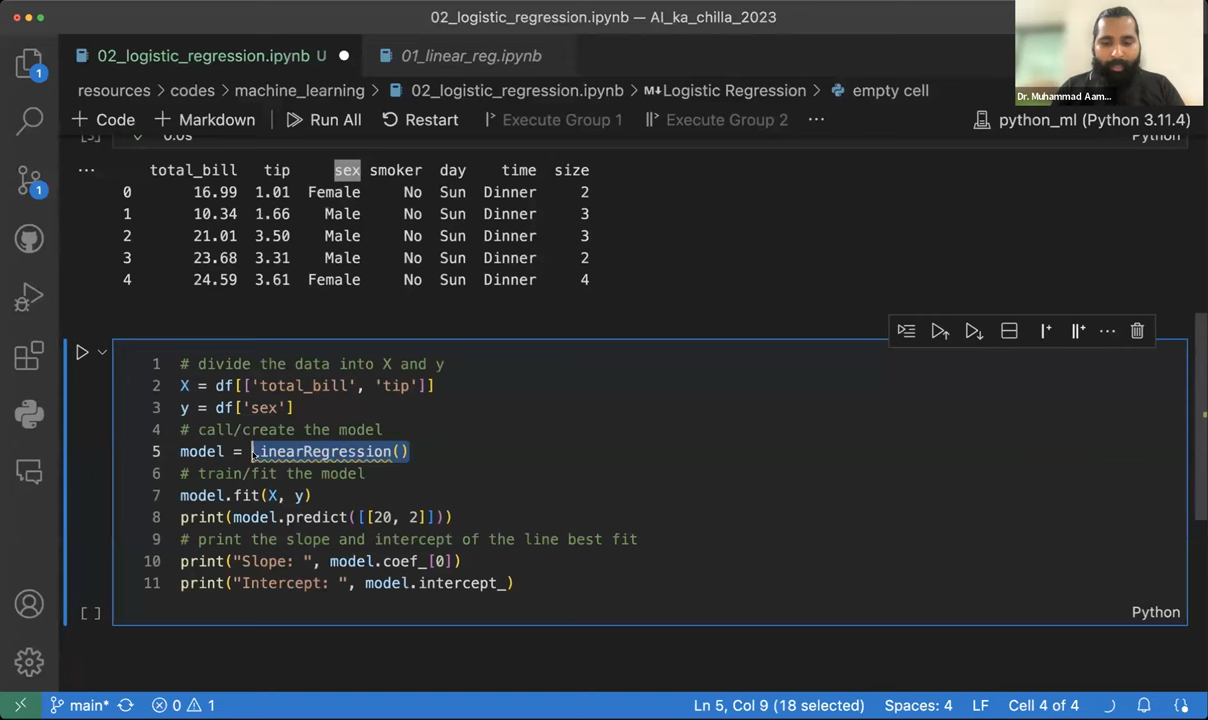 02_logistic_regression.ipynb — AI_ka_chilla_2023
02_logistic_regression.ipynb U
01_linear_reg.ipynb
resources > codes > machine_learning > 02_logistic_regression.ipynb > M↓Logistic Regression > empty cell
+ Code + Markdown Run All Restart Execute Group 1 Execute Group 2 ... python_ml (Python 3.11.4)
Dr. Muhammad Aam...
[3] 0.0s Python
... total_bill tip sex smoker day time size
0 16.99 1.01 Female No Sun Dinner 2
1 10.34 1.66 Male No Sun Dinner 3
2 21.01 3.50 Male No Sun Dinner 3
3 23.68 3.31 Male No Sun Dinner 2
4 24.59 3.61 Female No Sun Dinner 4
1 # divide the data into X and y
2 X = df[['total_bill', 'tip']]
3 y = df['sex']
4 # call/create the model
5 model = LinearRegression()
6 # train/fit the model
7 model.fit(X, y)
8 print(model.predict([[20, 2]]))
9 # print the slope and intercept of the line best fit
10 print("Slope: ", model.coef_[0])
11 print("Intercept: ", model.intercept_)
[ ] Python
1
1
main* 0 1 Ln 5, Col 9 (18 selected) Spaces: 4 LF Cell 4 of 4